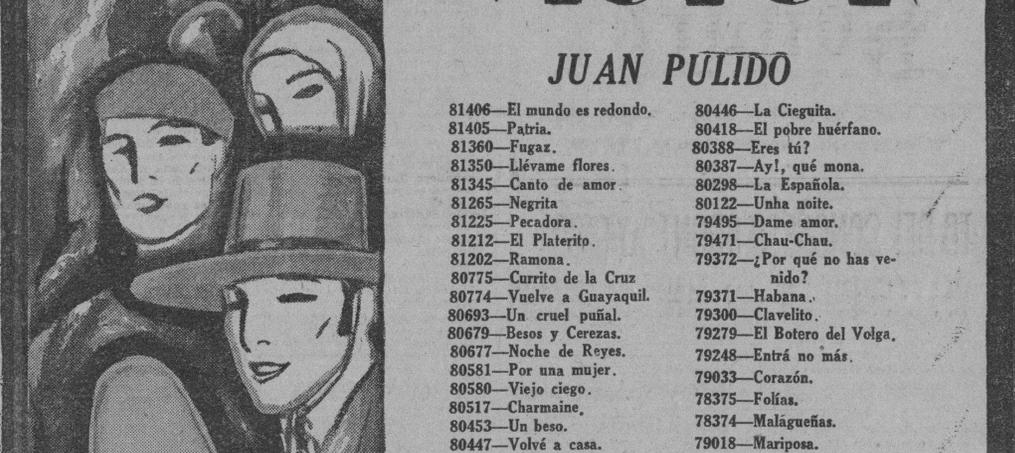 JUAN PULIDO
81406—El mundo es redondo.
81405—Patria.
81360—Fugaz.
81350—Llévame flores.
81345—Canto de amor.
81265—Negrita
81225—Pecadora.
81212—El Platerito.
81202—Ramona.
80775—Currito de la Cruz
80774—Vuelve a Guayaquil.
80693—Un cruel puñal.
80679—Besos y Cerezas.
80677—Noche de Reyes.
80581—Por una mujer.
80580—Viejo ciego.
80517—Charmaine.
80453—Un beso.
80447—Volvé a casa.
80446—La Cieguita.
80418—El pobre huérfano.
80388—Eres tú?
80387—Ay!, qué mona.
80298—La Española.
80122—Unha noite.
79495—Dame amor.
79471—Chau-Chau.
79372—¿Por qué no has ve-
nido?
79371—Habana.
79300—Clavelito.
79279—El Botero del Volga.
79248—Entrá no más.
79033—Corazón.
78375—Folías.
78374—Malágueñas.
79018—Mariposa.